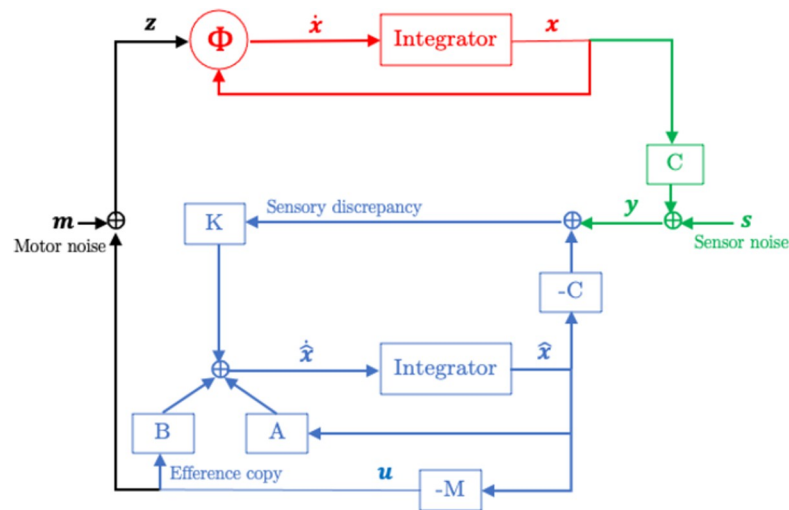 z
Φ
ẋ
Integrator
x
C
m
Motor noise
K
Sensory discrepancy
y
s
Sensor noise
-C
x̂̇
Integrator
x̂
B
A
Efference copy
u
-M